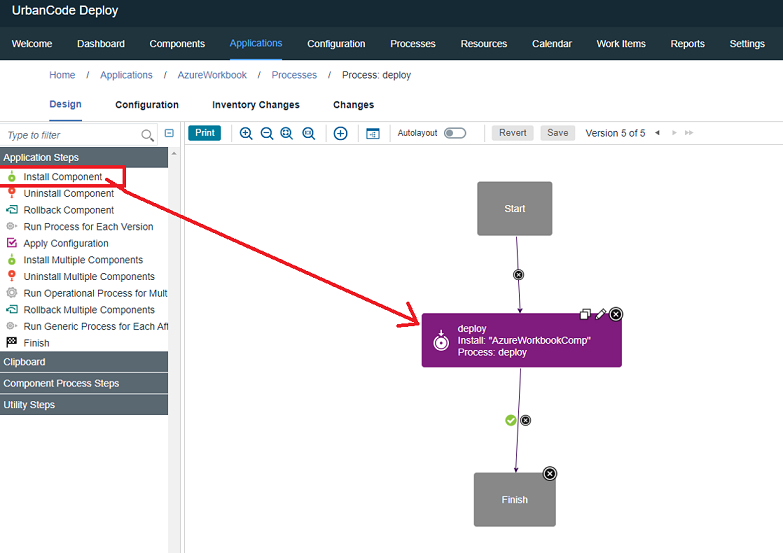 UrbanCode Deploy
Welcome Dashboard Components Applications Configuration Processes Resources Calendar Work Items Reports Settings
Home / Applications / AzureWorkbook / Processes / Process: deploy
Design Configuration Inventory Changes Changes
Type to filter
Print Autolayout Revert Save Version 5 of 5
Application Steps
Install Component
Uninstall Component
Rollback Component
Run Process for Each Version
Apply Configuration
Install Multiple Components
Uninstall Multiple Components
Run Operational Process for Mult
Rollback Multiple Components
Run Generic Process for Each Aff
Finish
Clipboard
Component Process Steps
Utility Steps
Start
deploy
Install: "AzureWorkbookComp"
Process: deploy
Finish